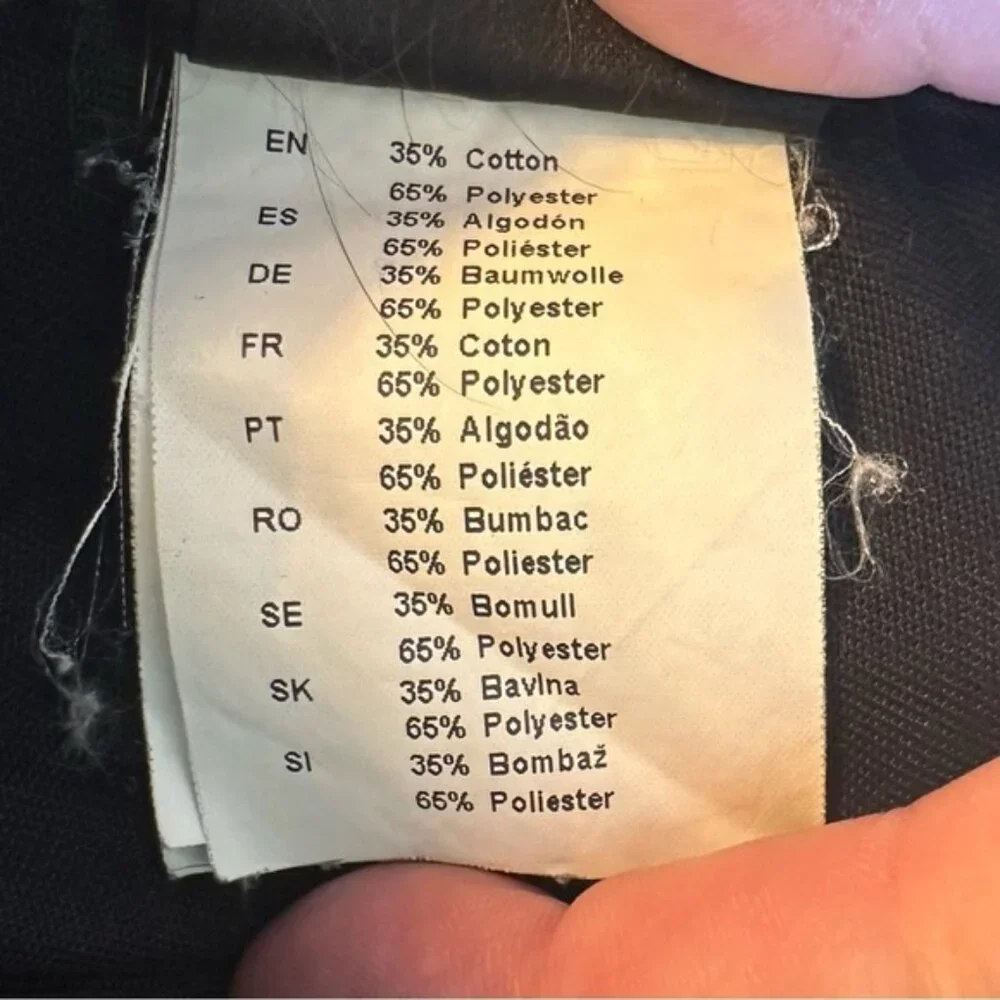 EN 35% Cotton
65% Polyester
ES 35% Algodón
65% Poliéster
DE 35% Baumwolle
65% Polyester
FR 35% Coton
65% Polyester
PT 35% Algodão
65% Poliéster
RO 35% Bumbac
65% Poliester
SE 35% Bomull
65% Polyester
SK 35% Bavlna
65% Polyester
SI 35% Bombaž
65% Poliester